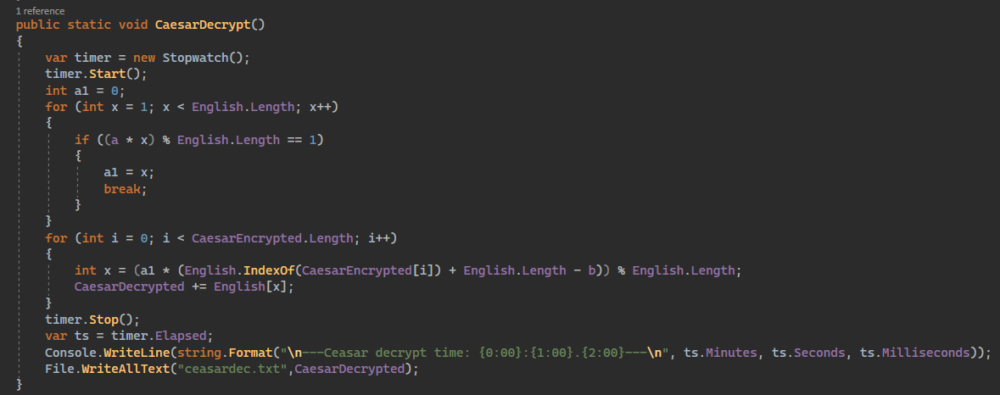 1 reference
public static void CaesarDecrypt()
{
var timer = new Stopwatch();
timer.Start();
int a1 = 0;
for (int x = 1; x < English.Length; x++)
{
if ((a * x) % English.Length == 1)
{
a1 = x;
break;
}
}
for (int i = 0; i < CaesarEncrypted.Length; i++)
{
int x = (a1 * (English.IndexOf(CaesarEncrypted[i]) + English.Length - b)) % English.Length;
CaesarDecrypted += English[x];
}
timer.Stop();
var ts = timer.Elapsed;
Console.WriteLine(string.Format("\n---Ceasar decrypt time: {0:00}:{1:00}.{2:00}---\n", ts.Minutes, ts.Seconds, ts.Milliseconds));
File.WriteAllText("ceasardec.txt",CaesarDecrypted);
}